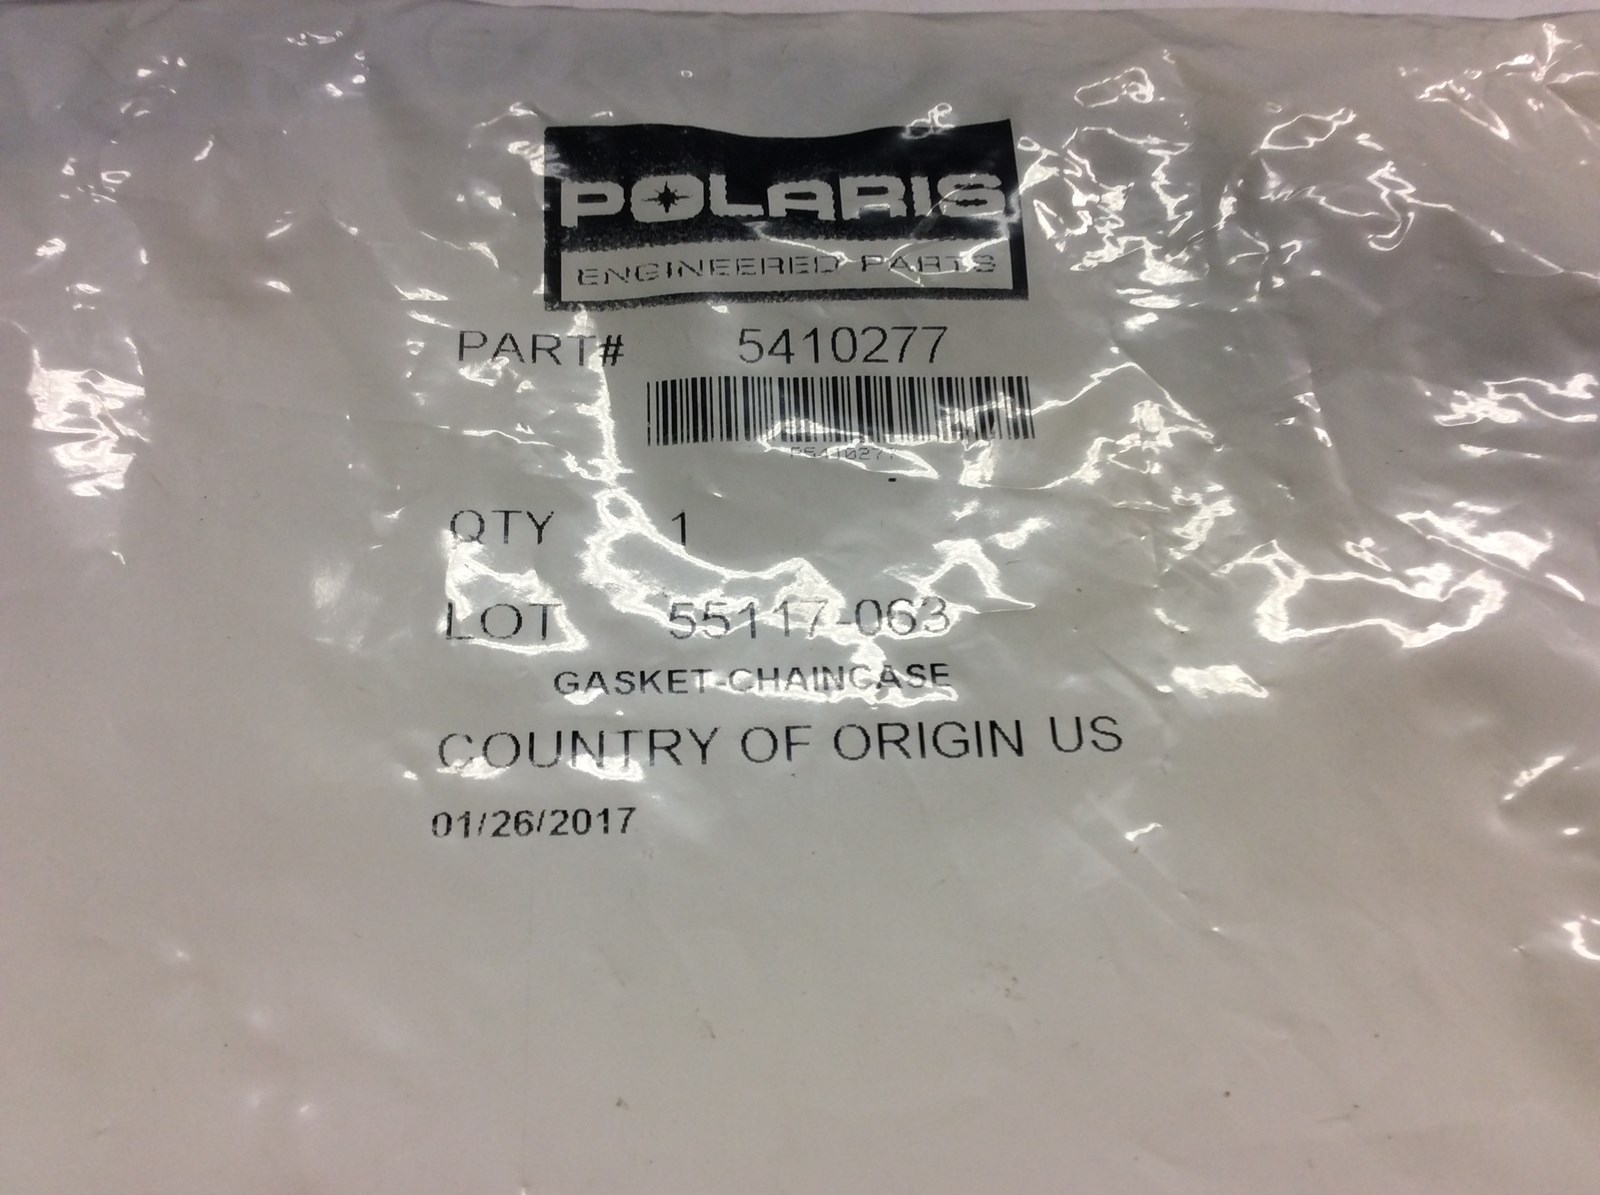 POLARIS
ENGINEERED PARTS
PART# 5410277
P5410277
QTY 1
LOT 55117-063
GASKET-CHAINCASE
COUNTRY OF ORIGIN US
01/26/2017